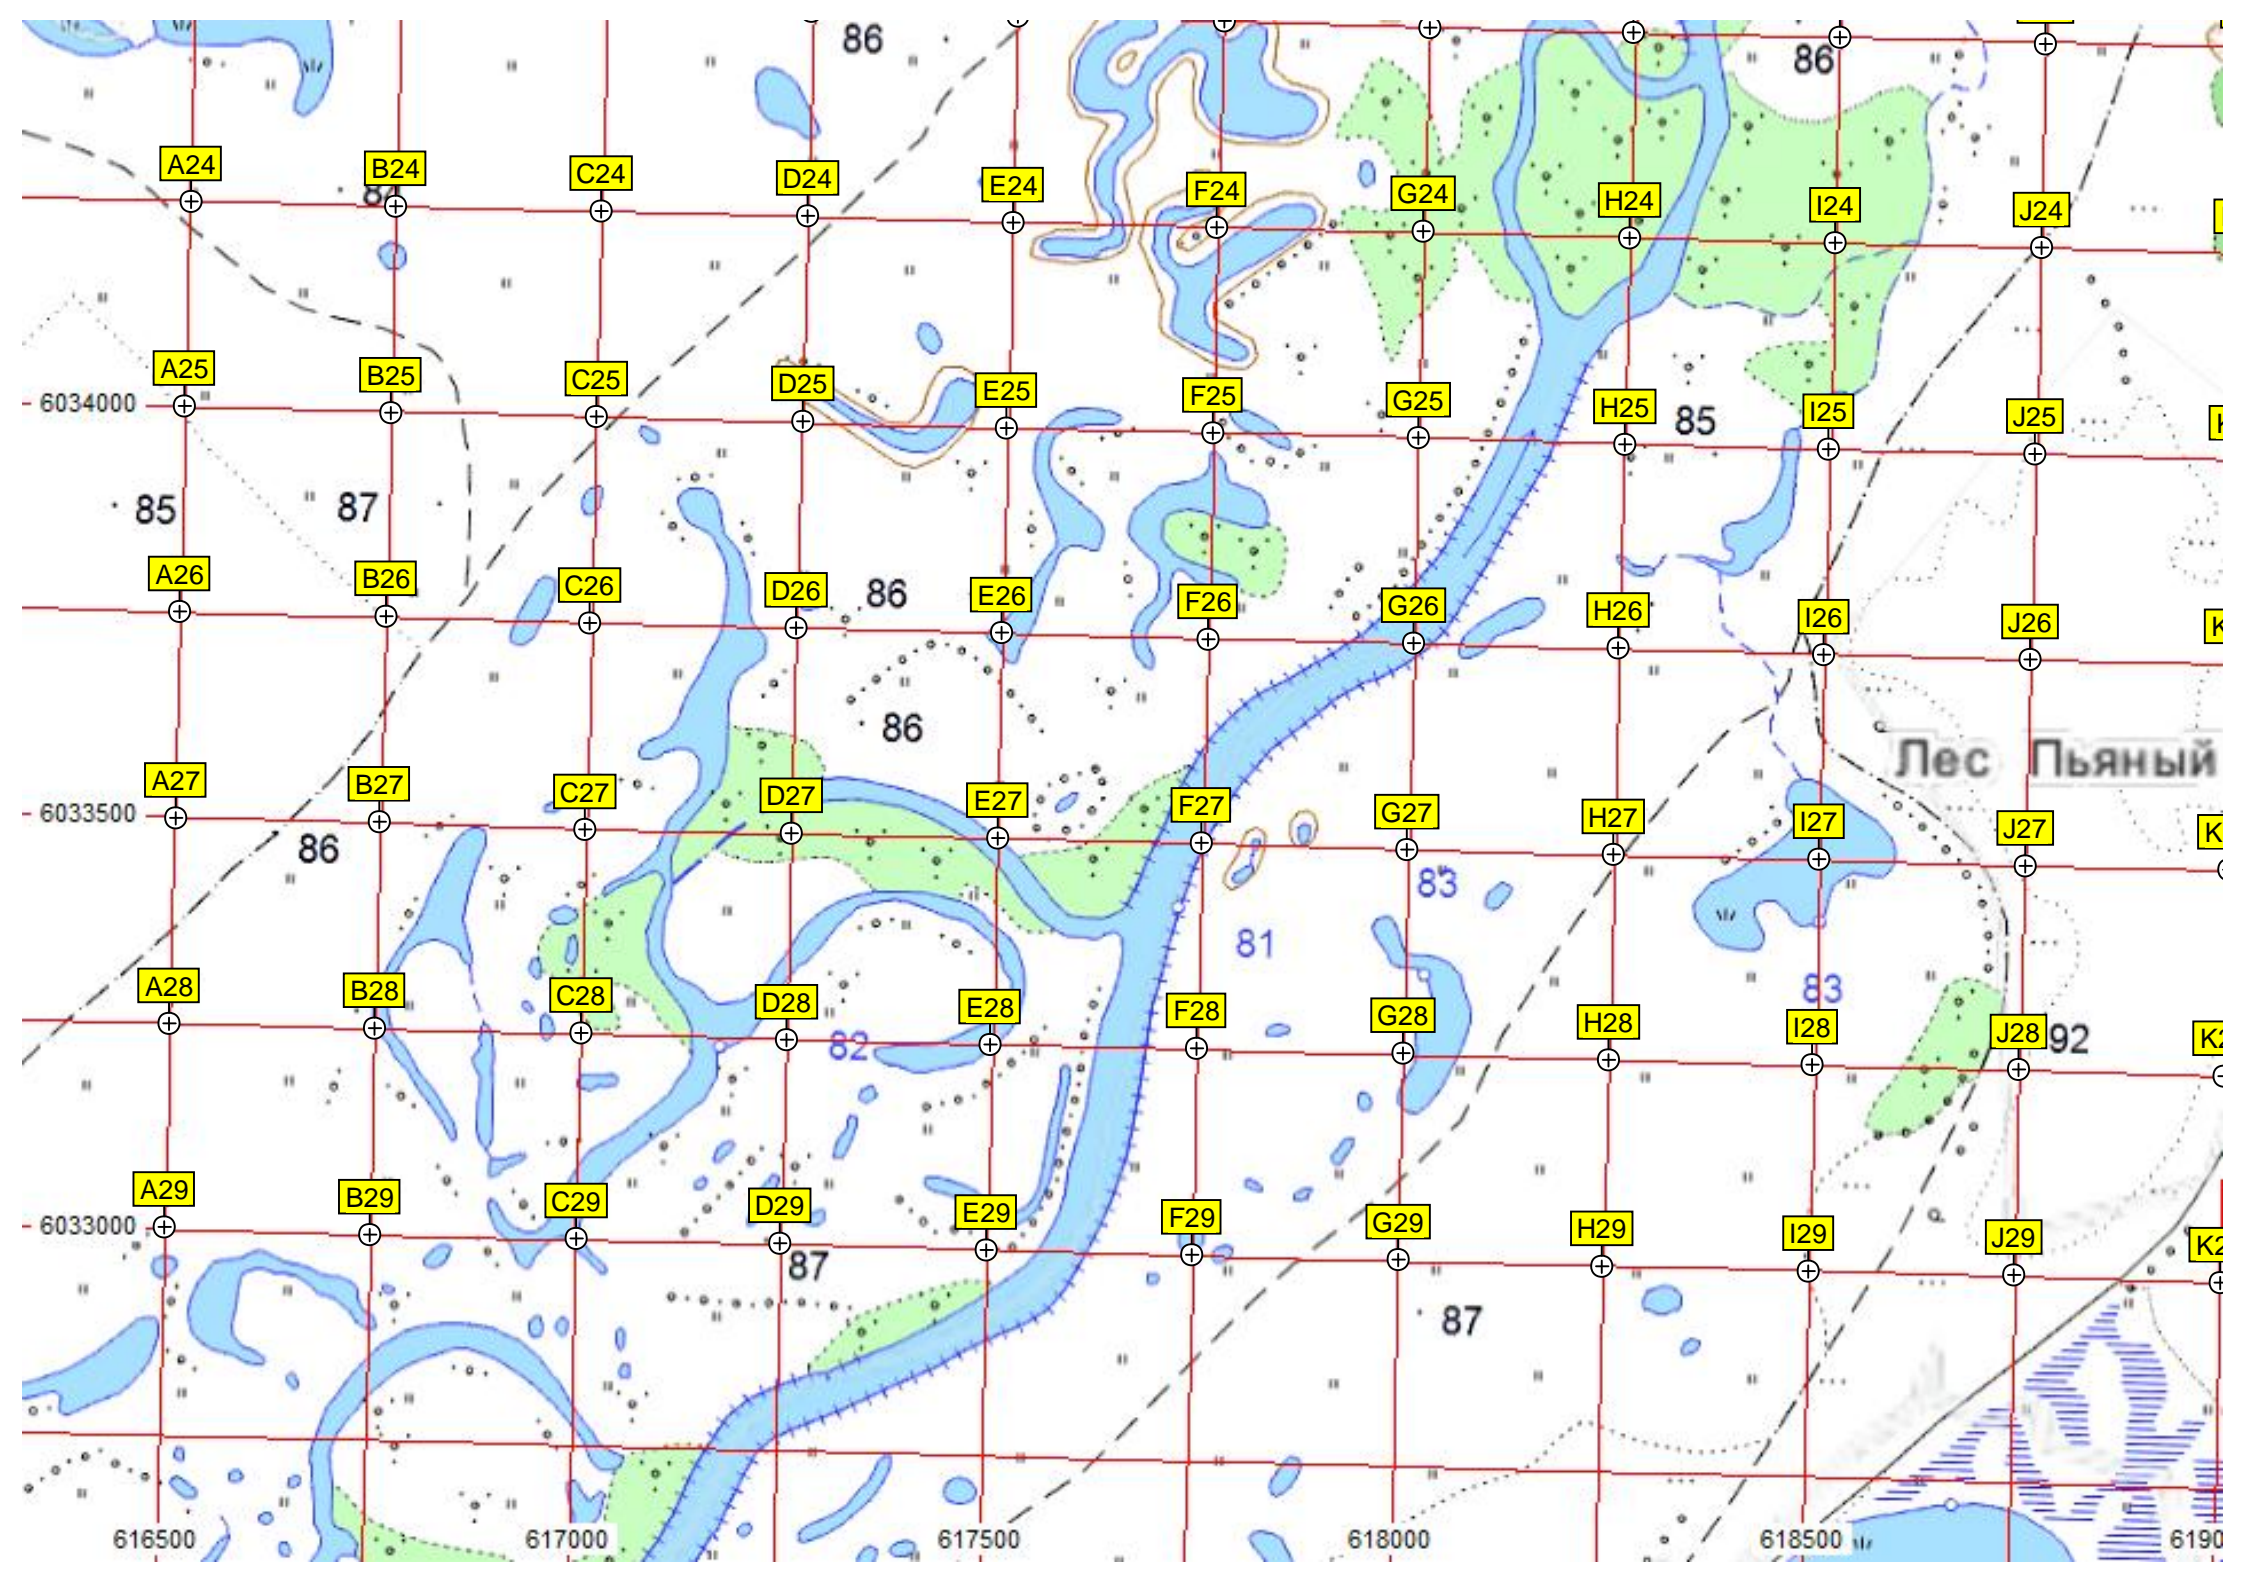 86
86
A24
B24
C24
D24
E24
F24
G24
H24
I24
J24
A25
B25
C25
D25
E25
F25
G25
H25
I25
J25
6034000
85
85
87
A26
B26
C26
D26
86
E26
F26
G26
H26
I26
J26
86
Лес Пьяный
A27
B27
C27
D27
E27
F27
G27
H27
I27
J27
6033500
86
83
81
A28
B28
C28
D28
E28
F28
G28
H28
I28
J28
83
82
92
A29
B29
C29
D29
E29
F29
G29
H29
I29
J29
6033000
87
87
616500
617000
617500
618000
618500